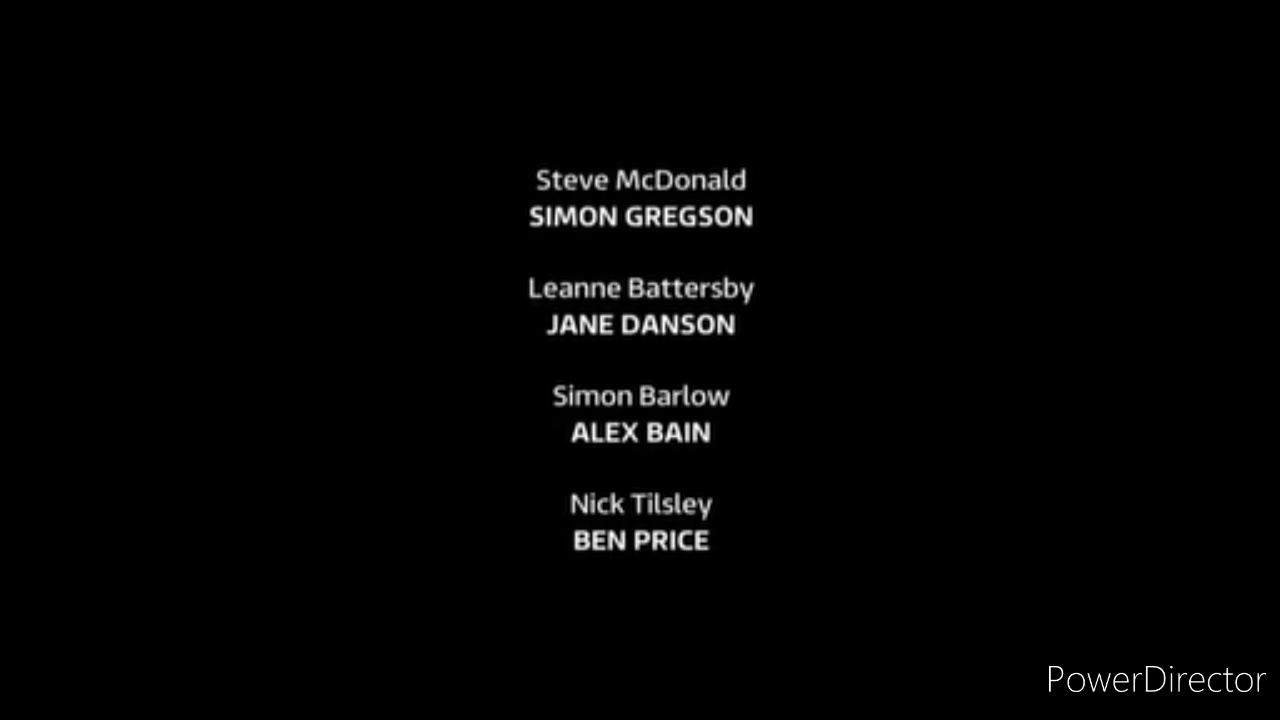 Steve McDonald
SIMON GREGSON
Leanne Battersby
JANE DANSON
Simon Barlow
ALEX BAIN
Nick Tilsley
BEN PRICE
PowerDirector